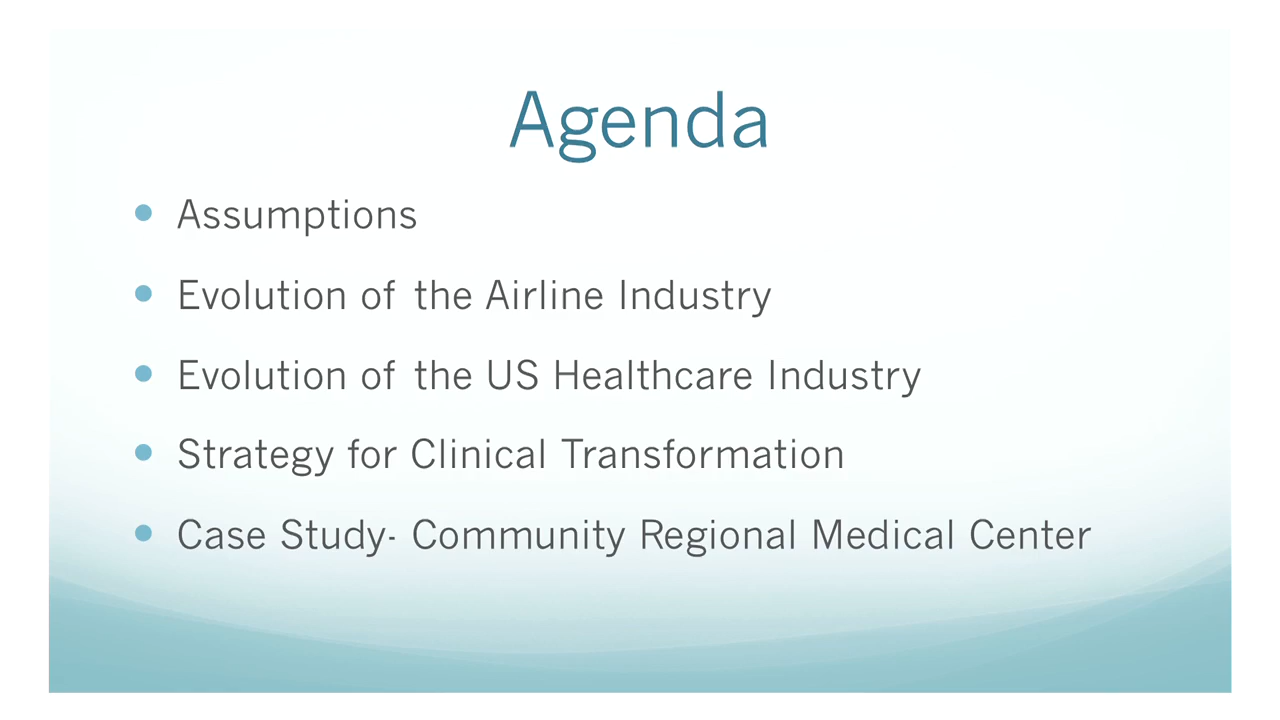 Agenda
• Assumptions
• Evolution of the Airline Industry
• Evolution of the US Healthcare Industry
• Strategy for Clinical Transformation
• Case Study- Community Regional Medical Center